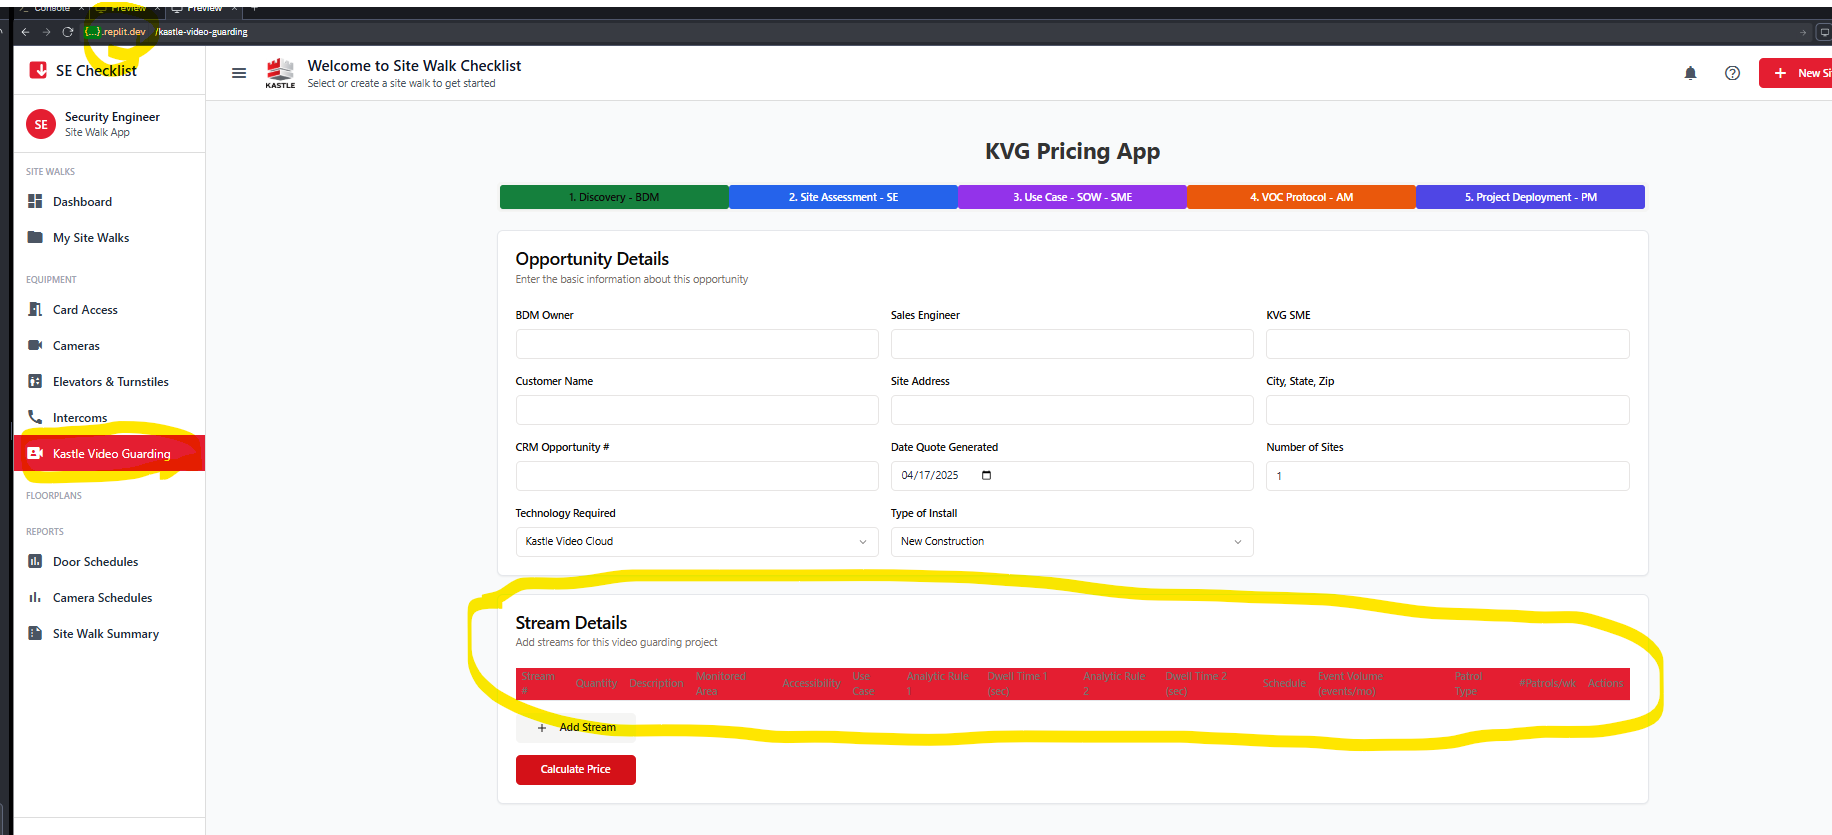 Console
Preview
Preview
{...}.replit.dev /kastle-video-guarding
SE Checklist
KASTLE
Welcome to Site Walk Checklist
Select or create a site walk to get started
New Si
SE
Security Engineer
Site Walk App
SITE WALKS
Dashboard
My Site Walks
EQUIPMENT
Card Access
Cameras
Elevators & Turnstiles
Intercoms
Kastle Video Guarding
FLOORPLANS
REPORTS
Door Schedules
Camera Schedules
Site Walk Summary
KVG Pricing App
1. Discovery - BDM
2. Site Assessment - SE
3. Use Case - SOW - SME
4. VOC Protocol - AM
5. Project Deployment - PM
Opportunity Details
Enter the basic information about this opportunity
BDM Owner
Sales Engineer
KVG SME
Customer Name
Site Address
City, State, Zip
CRM Opportunity #
Date Quote Generated
Number of Sites
04/17/2025
1
Technology Required
Type of Install
Kastle Video Cloud
New Construction
Stream Details
Add streams for this video guarding project
Stream #
Quantity
Description
Monitored Area
Accessibility
Use Case
Analytic Rule 1
Dwell Time 1 (sec)
Analytic Rule 2
Dwell Time 2 (sec)
Schedule
Event Volume (events/mo)
Patrol Type
#Patrols/wk
Actions
+ Add Stream
Calculate Price